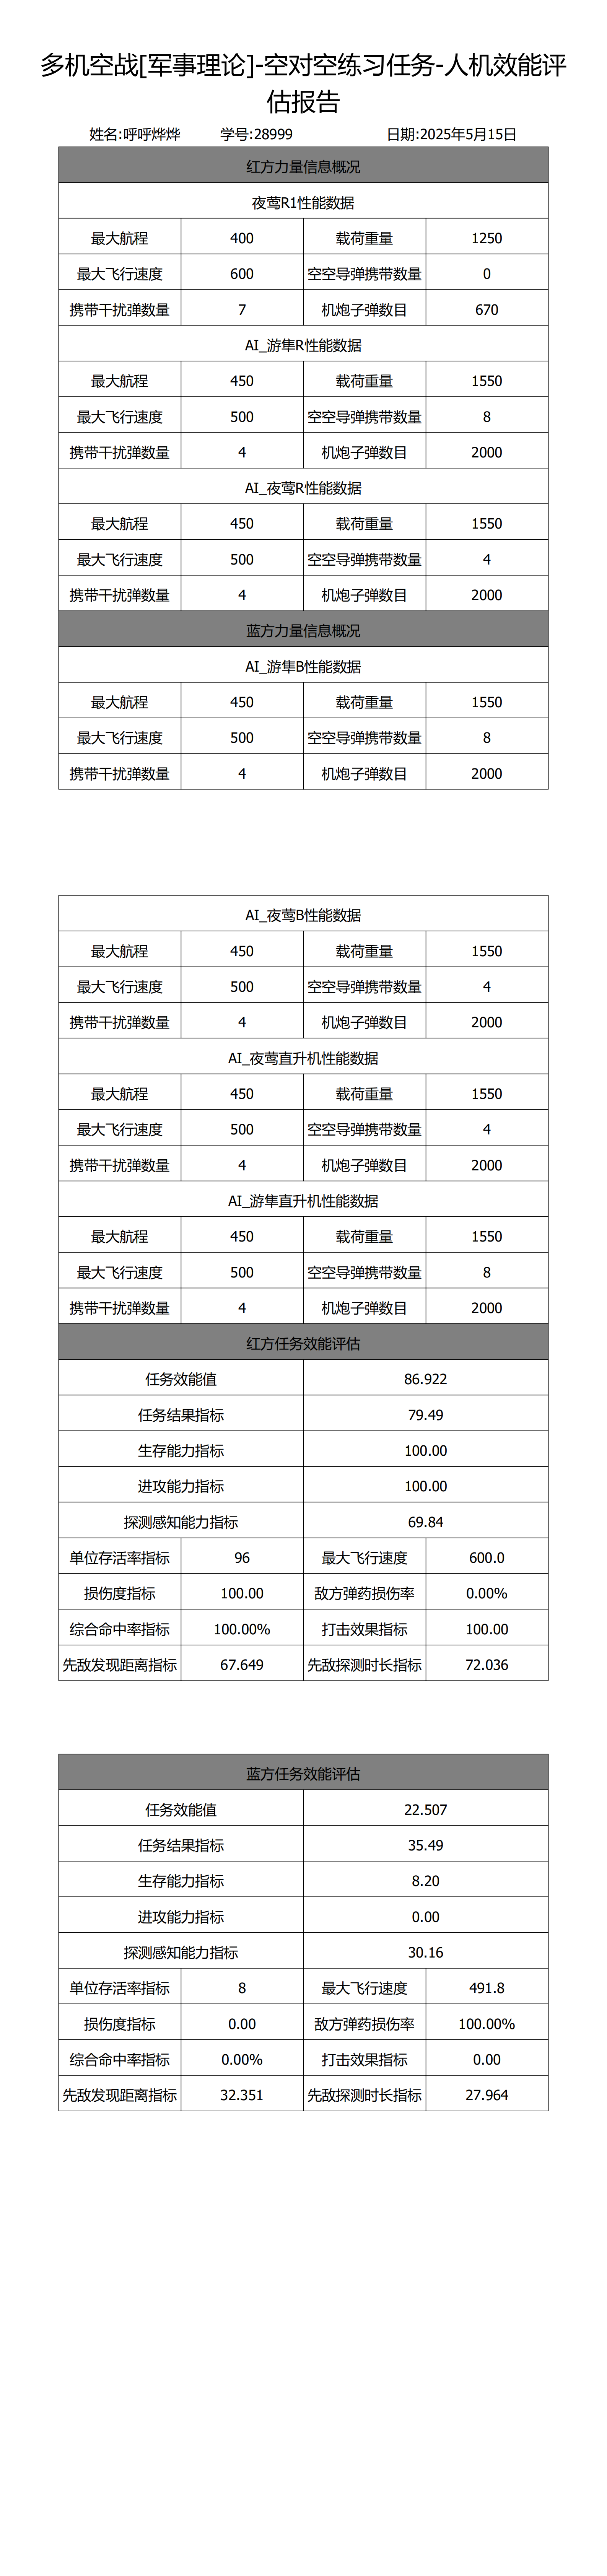 多机空战[军事理论]-空对空练习任务-人机效能评
估报告
姓名:呼呼烨烨 学号:28999 日期:2025年5月15日
红方力量信息概况
夜莺R1性能数据
最大航程 400 载荷重量 1250
最大飞行速度 600 空空导弹携带数量 0
携带干扰弹数量 7 机炮子弹数目 670
AI_游隼R性能数据
最大航程 450 载荷重量 1550
最大飞行速度 500 空空导弹携带数量 8
携带干扰弹数量 4 机炮子弹数目 2000
AI_夜莺R性能数据
最大航程 450 载荷重量 1550
最大飞行速度 500 空空导弹携带数量 4
携带干扰弹数量 4 机炮子弹数目 2000
蓝方力量信息概况
AI_游隼B性能数据
最大航程 450 载荷重量 1550
最大飞行速度 500 空空导弹携带数量 8
携带干扰弹数量 4 机炮子弹数目 2000
AI_夜莺B性能数据
最大航程 450 载荷重量 1550
最大飞行速度 500 空空导弹携带数量 4
携带干扰弹数量 4 机炮子弹数目 2000
AI_夜莺直升机性能数据
最大航程 450 载荷重量 1550
最大飞行速度 500 空空导弹携带数量 4
携带干扰弹数量 4 机炮子弹数目 2000
AI_游隼直升机性能数据
最大航程 450 载荷重量 1550
最大飞行速度 500 空空导弹携带数量 8
携带干扰弹数量 4 机炮子弹数目 2000
红方任务效能评估
任务效能值 86.922
任务结果指标 79.49
生存能力指标 100.00
进攻能力指标 100.00
探测感知能力指标 69.84
单位存活率指标 96 最大飞行速度 600.0
损伤度指标 100.00 敌方弹药损伤率 0.00%
综合命中率指标 100.00% 打击效果指标 100.00
先敌发现距离指标 67.649 先敌探测时长指标 72.036
蓝方任务效能评估
任务效能值 22.507
任务结果指标 35.49
生存能力指标 8.20
进攻能力指标 0.00
探测感知能力指标 30.16
单位存活率指标 8 最大飞行速度 491.8
损伤度指标 0.00 敌方弹药损伤率 100.00%
综合命中率指标 0.00% 打击效果指标 0.00
先敌发现距离指标 32.351 先敌探测时长指标 27.964